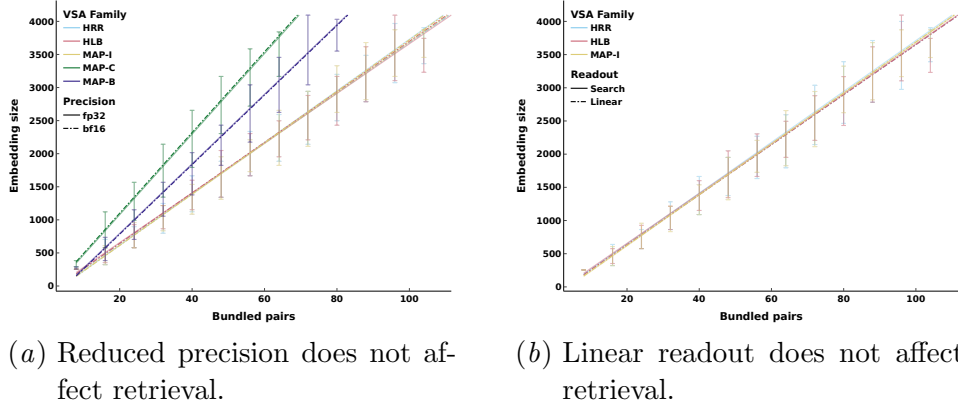 VSA Family
HRR
HLB
MAP-I
MAP-C
MAP-B
Precision
fp32
bf16
Embedding size
4000
3500
3000
2500
2000
1500
1000
500
0
20
40
60
80
100
Bundled pairs
(a) Reduced precision does not af-
fect retrieval.
VSA Family
HRR
HLB
MAP-I
Readout
Search
Linear
Embedding size
4000
3500
3000
2500
2000
1500
1000
500
0
20
40
60
80
100
Bundled pairs
(b) Linear readout does not affect
retrieval.